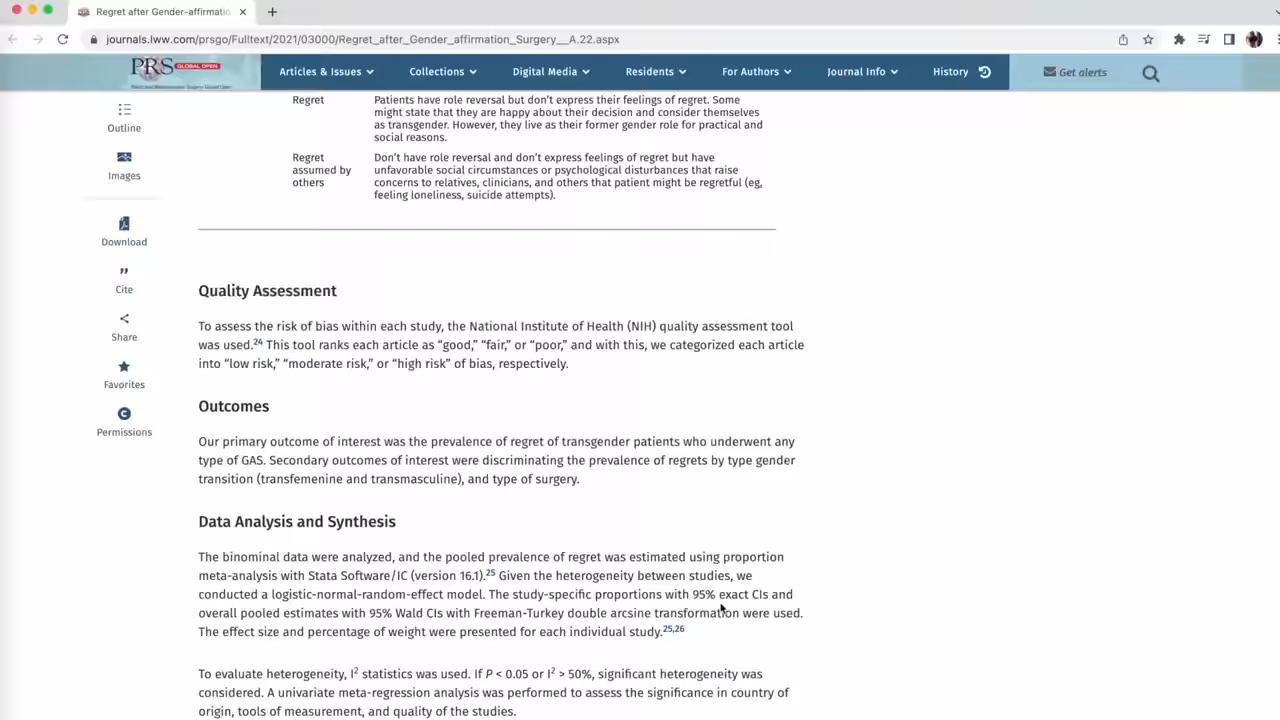 Regret after Gender-affirmatio
journals.lww.com/prsgo/Fulltext/2021/03000/Regret_after_Gender_affirmation_Surgery__A.22.aspx
PRS GLOBAL OPEN
Articles & Issues
Collections
Digital Media
Residents
For Authors
Journal Info
History
Get alerts
Outline
Images
Download
Cite
Share
Favorites
Permissions
Regret
Patients have role reversal but don't express their feelings of regret. Some
might state that they are happy about their decision and consider themselves
as transgender. However, they live as their former gender role for practical and
social reasons.
Regret
assumed by
others
Don't have role reversal and don't express feelings of regret but have
unfavorable social circumstances or psychological disturbances that raise
concerns to relatives, clinicians, and others that patient might be regretful (eg,
feeling loneliness, suicide attempts).
Quality Assessment
To assess the risk of bias within each study, the National Institute of Health (NIH) quality assessment tool
was used.24 This tool ranks each article as “good,” “fair,” or “poor,” and with this, we categorized each article
into “low risk,” “moderate risk,” or “high risk” of bias, respectively.
Outcomes
Our primary outcome of interest was the prevalence of regret of transgender patients who underwent any
type of GAS. Secondary outcomes of interest were discriminating the prevalence of regrets by type gender
transition (transfemenine and transmasculine), and type of surgery.
Data Analysis and Synthesis
The binominal data were analyzed, and the pooled prevalence of regret was estimated using proportion
meta-analysis with Stata Software/IC (version 16.1).25 Given the heterogeneity between studies, we
conducted a logistic-normal-random-effect model. The study-specific proportions with 95% exact CIs and
overall pooled estimates with 95% Wald CIs with Freeman-Turkey double arcsine transformation were used.
The effect size and percentage of weight were presented for each individual study.25,26
To evaluate heterogeneity, I2 statistics was used. If P < 0.05 or I2 > 50%, significant heterogeneity was
considered. A univariate meta-regression analysis was performed to assess the significance in country of
origin, tools of measurement, and quality of the studies.